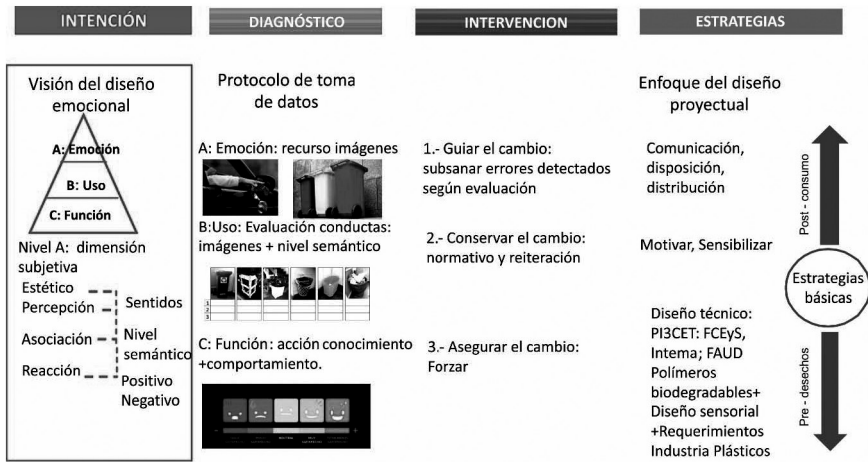 INTENCIÓN
Visión del diseño
emocional
A: Emoción
B: Uso
C: Función
Nivel A: dimensión
subjetiva
Estético
Percepción
Asociación
Reacción
Sentidos
Nivel
semántico
Positivo
Negativo
DIAGNÓSTICO
Protocolo de toma
de datos
A: Emoción: recurso imágenes
B:Uso: Evaluación conductas:
imágenes + nivel semántico
1
2
3
C: Función: acción conocimiento
+comportamiento.
INTERVENCION
1.- Guiar el cambio:
subsanar errores detectados
según evaluación
2.- Conservar el cambio:
normativo y reiteración
3.- Asegurar el cambio:
Forzar
ESTRATEGIAS
Enfoque del diseño
proyectual
Comunicación,
disposición,
distribución
Motivar, Sensibilizar
Diseño técnico:
PI3CET: FCEyS,
Intema; FAUD
Polímeros
biodegradables+
Diseño sensorial
+Requerimientos
Industria Plásticos
Post - consumo
Estrategias
básicas
Pre - desechos